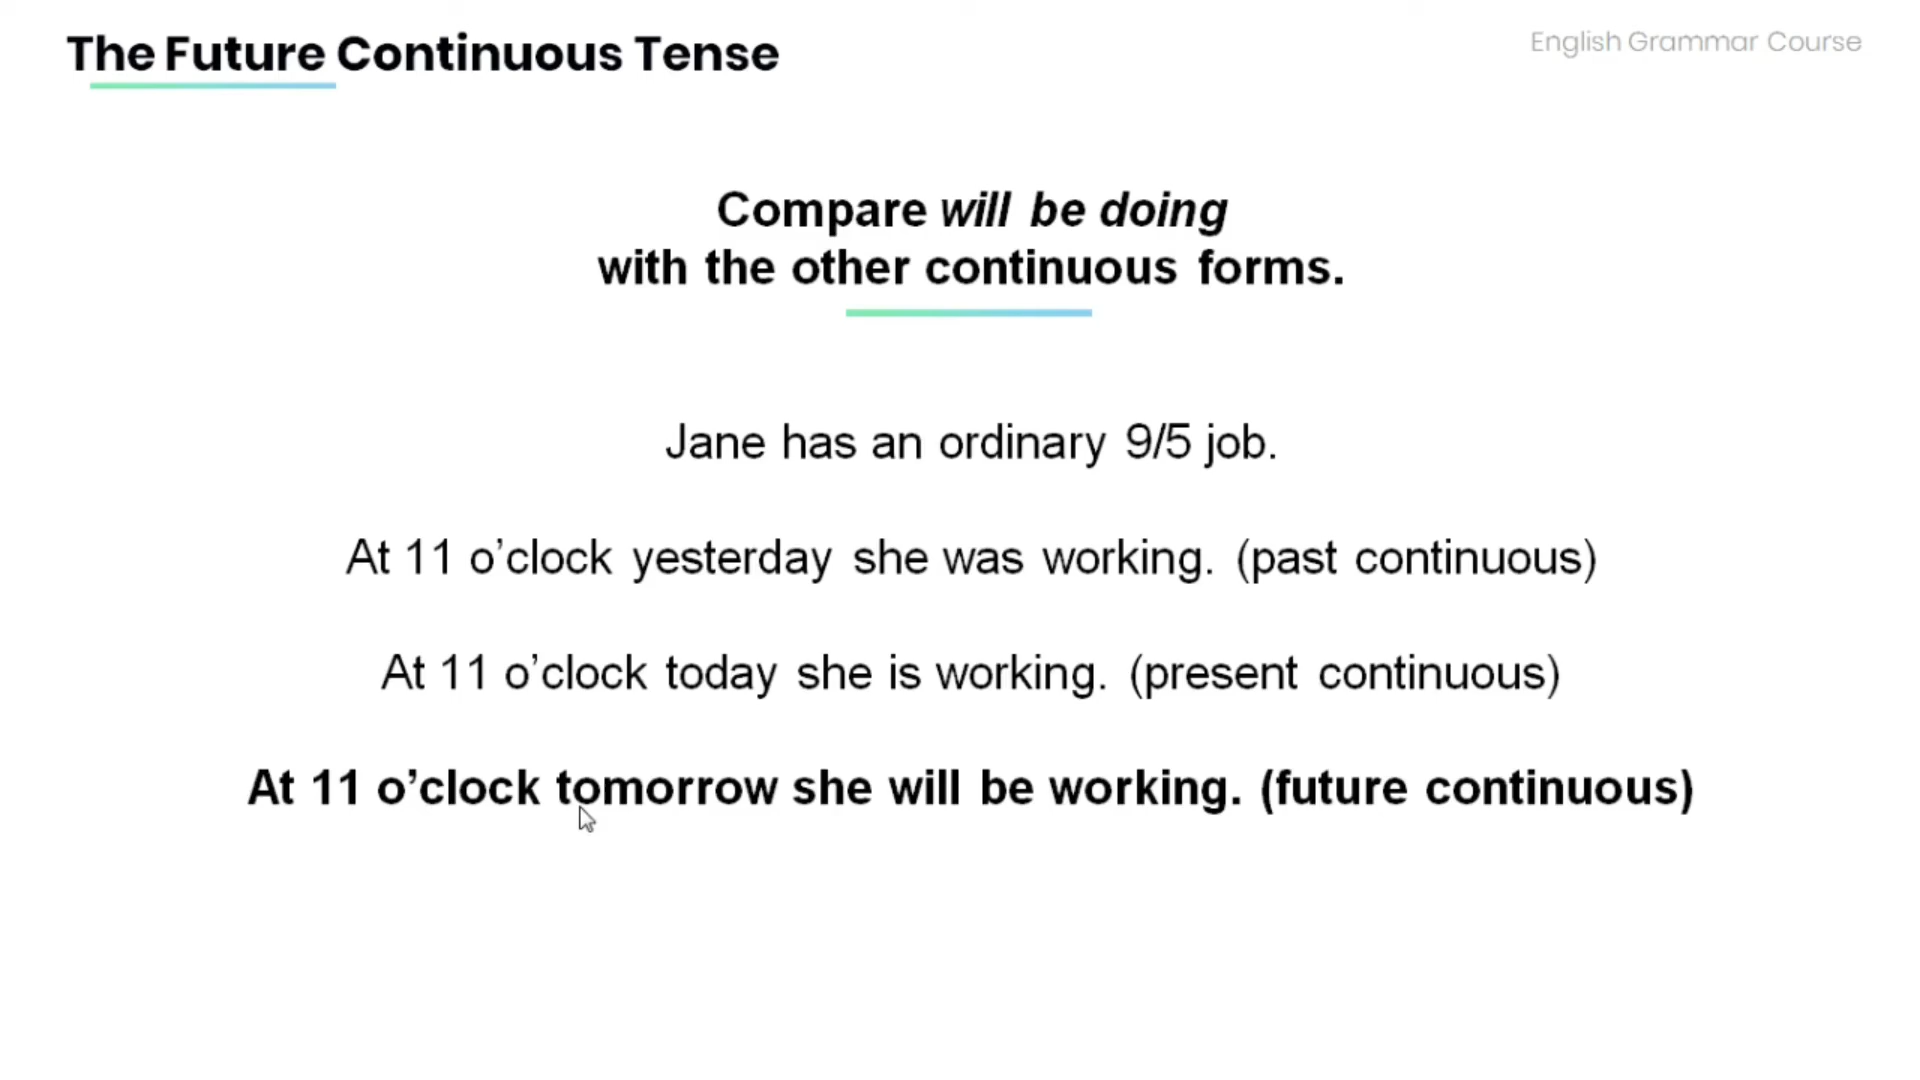 The Future Continuous Tense
English Grammar Course
Compare will be doing
with the other continuous forms.
Jane has an ordinary 9/5 job.
At 11 o’clock yesterday she was working. (past continuous)
At 11 o’clock today she is working. (present continuous)
At 11 o’clock tomorrow she will be working. (future continuous)